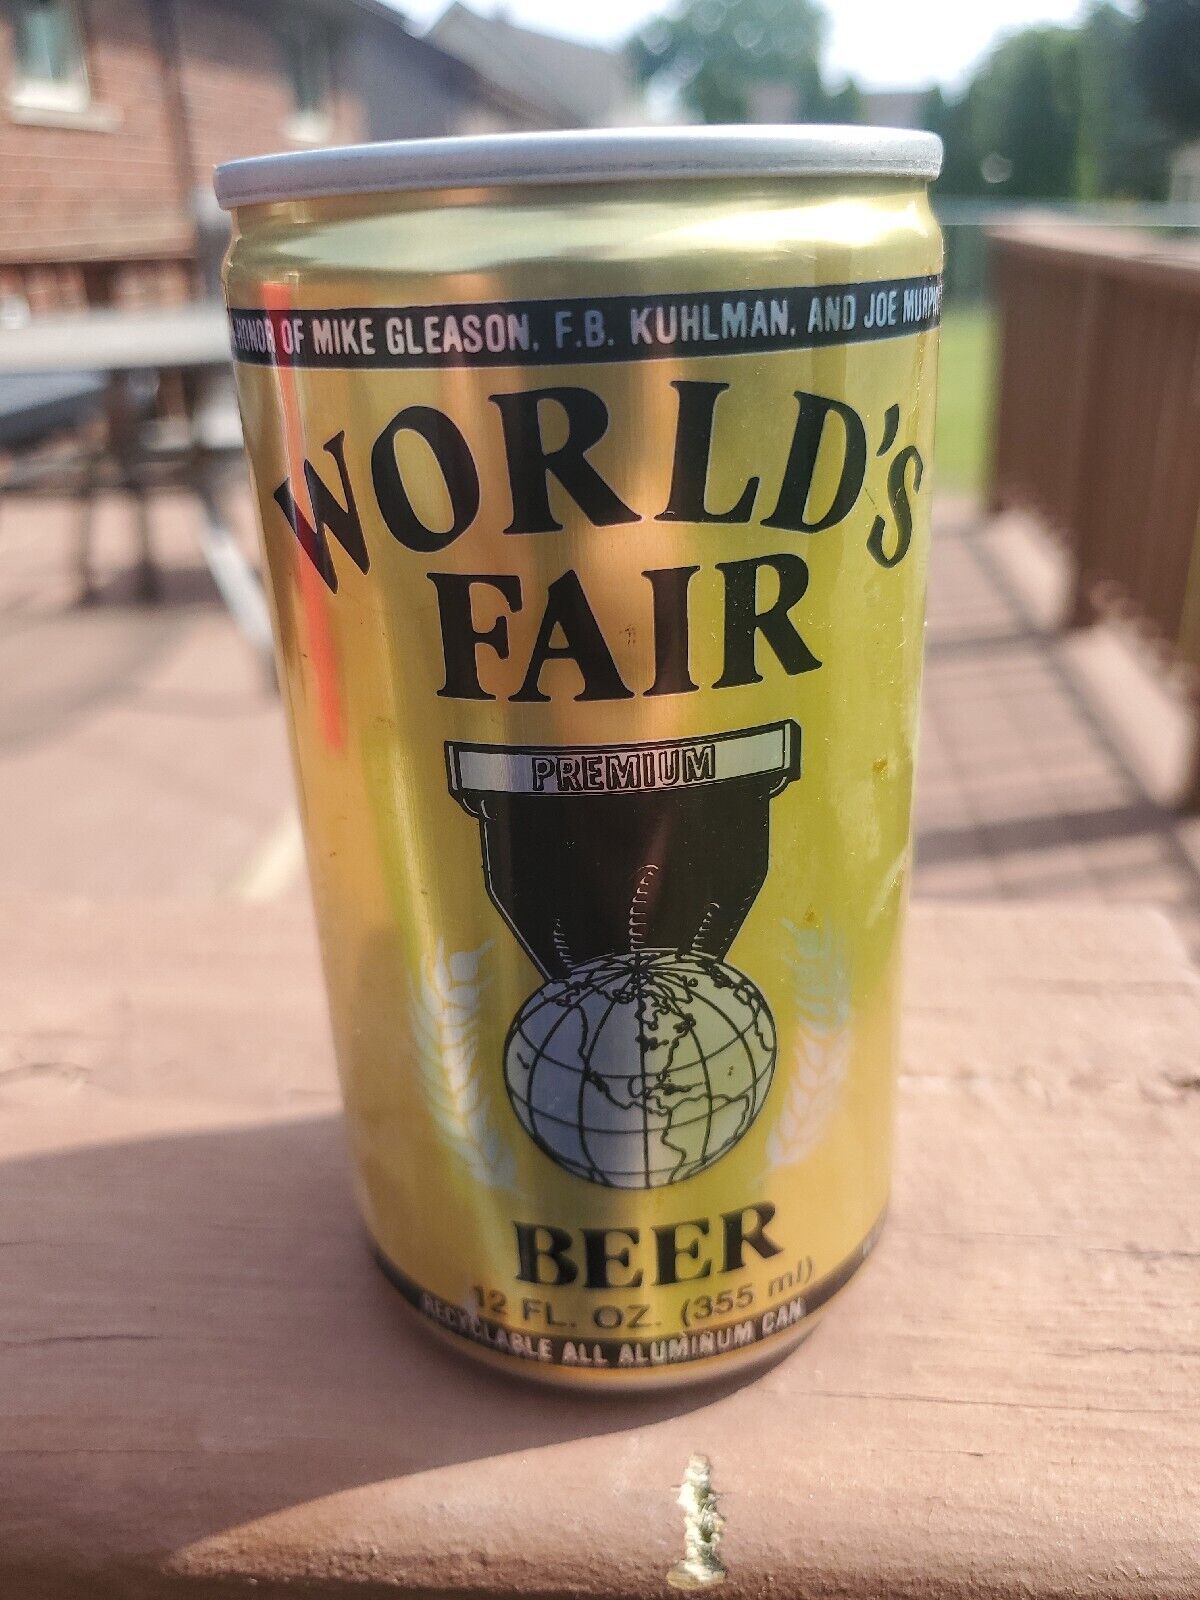 HONOR OF MIKE GLEASON, F.B. KUHLMAN, AND JOE MURPH
WORLD'S
FAIR
PREMIUM
BEER
12 FL. OZ. (355 ml)
RECYCLABLE ALL ALUMINUM CAN